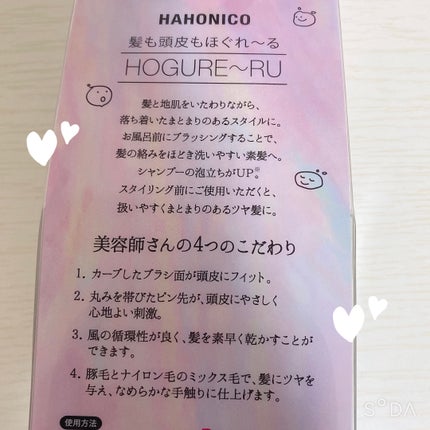 HAHONICO
髪も頭皮もほぐれ〜る
HOGURE〜RU
髪と地肌をいたわりながら、
落ち着いたまとまりのあるスタイルに。
お風呂前にブラッシングすることで、
髪の絡みをほどき洗いやすい素髪へ。
シャンプーの泡立ちがUP※。
スタイリング前にご使用いただくと、
扱いやすくまとまりのあるツヤ髪に。
美容師さんの4つのこだわり
1. カーブしたブラシ面が頭皮にフィット。
2. 丸みを帯びたピン先が、頭皮にやさしく
心地よい刺激。
3. 風の循環性が良く、髪を素早く乾かすことが
できます。
4. 豚毛とナイロン毛のミックス毛で、髪にツヤを
与え、なめらかな手触りに仕上げます。
使用方法
SODA